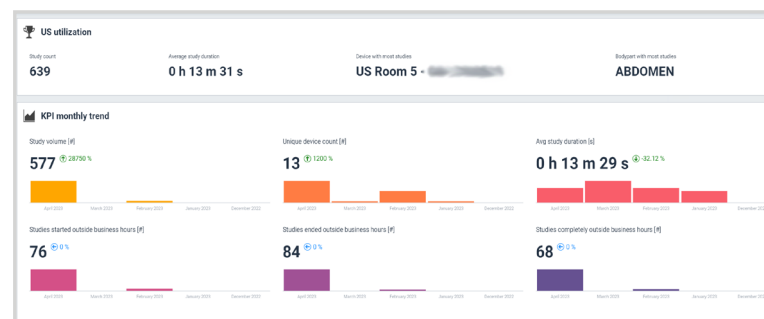 US utilization
Study count
Average study duration
Device with most studies
Bodypart with most studies
639
0 h 13 m 31 s
US Room 5 -
ABDOMEN
KPI monthly trend
Study volume [#]
Unique device count [#]
Avg study duration [s]
577 28750 %
13 1200 %
0 h 13 m 29 s -32.12 %
April 2023 March 2023 February 2023 January 2023 December 2022
April 2023 March 2023 February 2023 January 2023 December 2022
April 2023 March 2023 February 2023 January 2023 December 202
Studies started outside business hours [#]
Studies ended outside business hours [#]
Studies completely outside business hours [#]
76 0 %
84 0 %
68 0 %
April 2023 March 2023 February 2023 January 2023 December 2022
April 2023 March 2023 February 2023 January 2023 December 2022
April 2023 March 2023 February 2023 January 2023 December 202